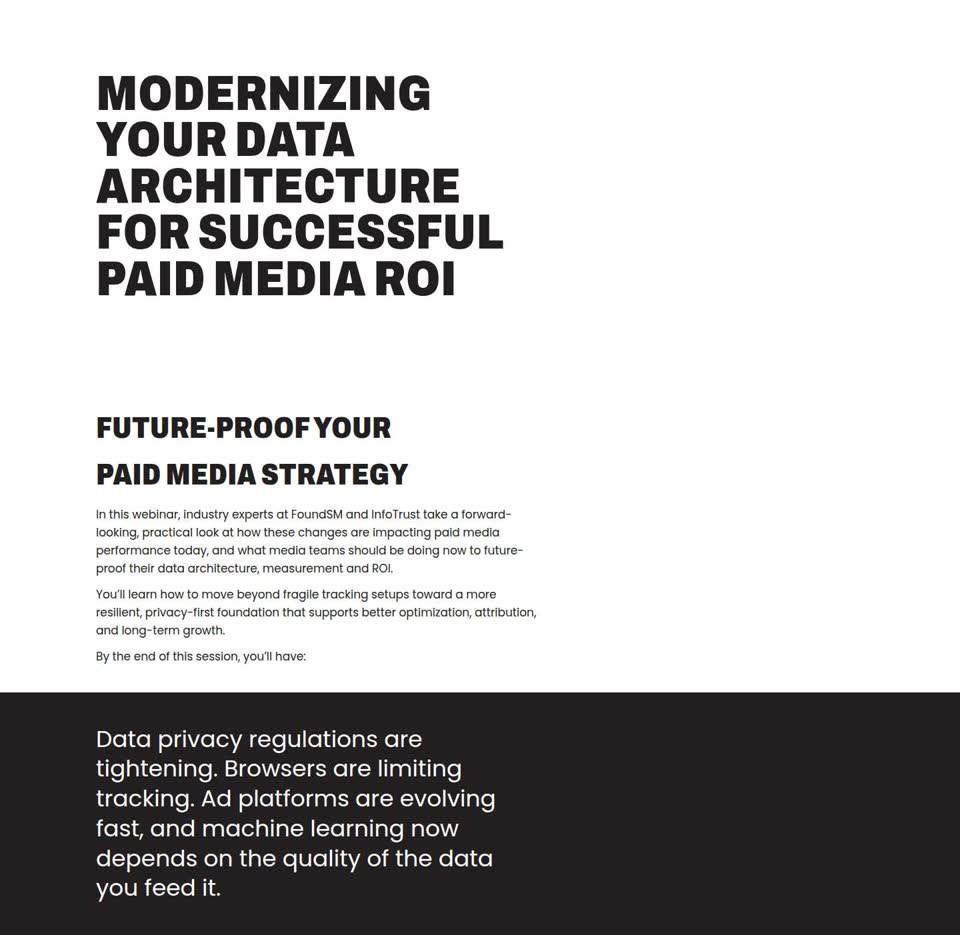 MODERNIZING
YOUR DATA
ARCHITECTURE
FOR SUCCESSFUL
PAID MEDIA ROI
FUTURE-PROOF YOUR
PAID MEDIA STRATEGY
In this webinar, industry experts at FoundSM and InfoTrust take a forward-
looking, practical look at how these changes are impacting paid media
performance today, and what media teams should be doing now to future-
proof their data architecture, measurement and ROI.
You’ll learn how to move beyond fragile tracking setups toward a more
resilient, privacy-first foundation that supports better optimization, attribution,
and long-term growth.
By the end of this session, you’ll have:
Data privacy regulations are
tightening. Browsers are limiting
tracking. Ad platforms are evolving
fast, and machine learning now
depends on the quality of the data
you feed it.